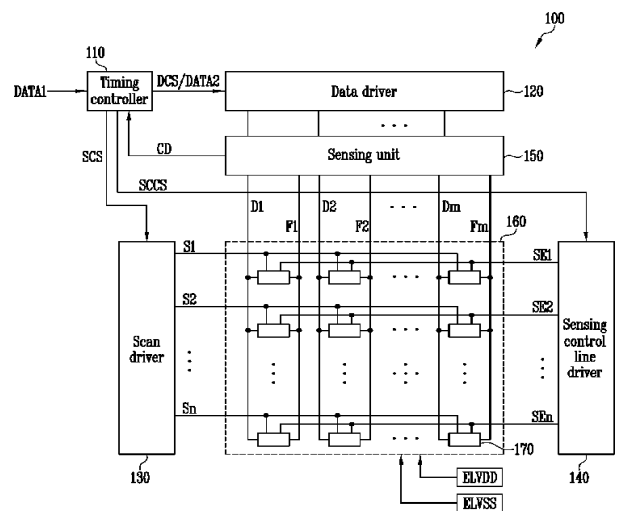 100
110
DATA1
Timing
controller
DCS/DATA2
Data driver
120
SCS
CD
Sensing unit
150
SCCS
D1
F1
D2
F2
Dm
Fm
160
S1
SE1
S2
SE2
Scan
driver
Sensing
control
line
driver
Sn
SEn
170
130
140
ELVDD
ELVSS